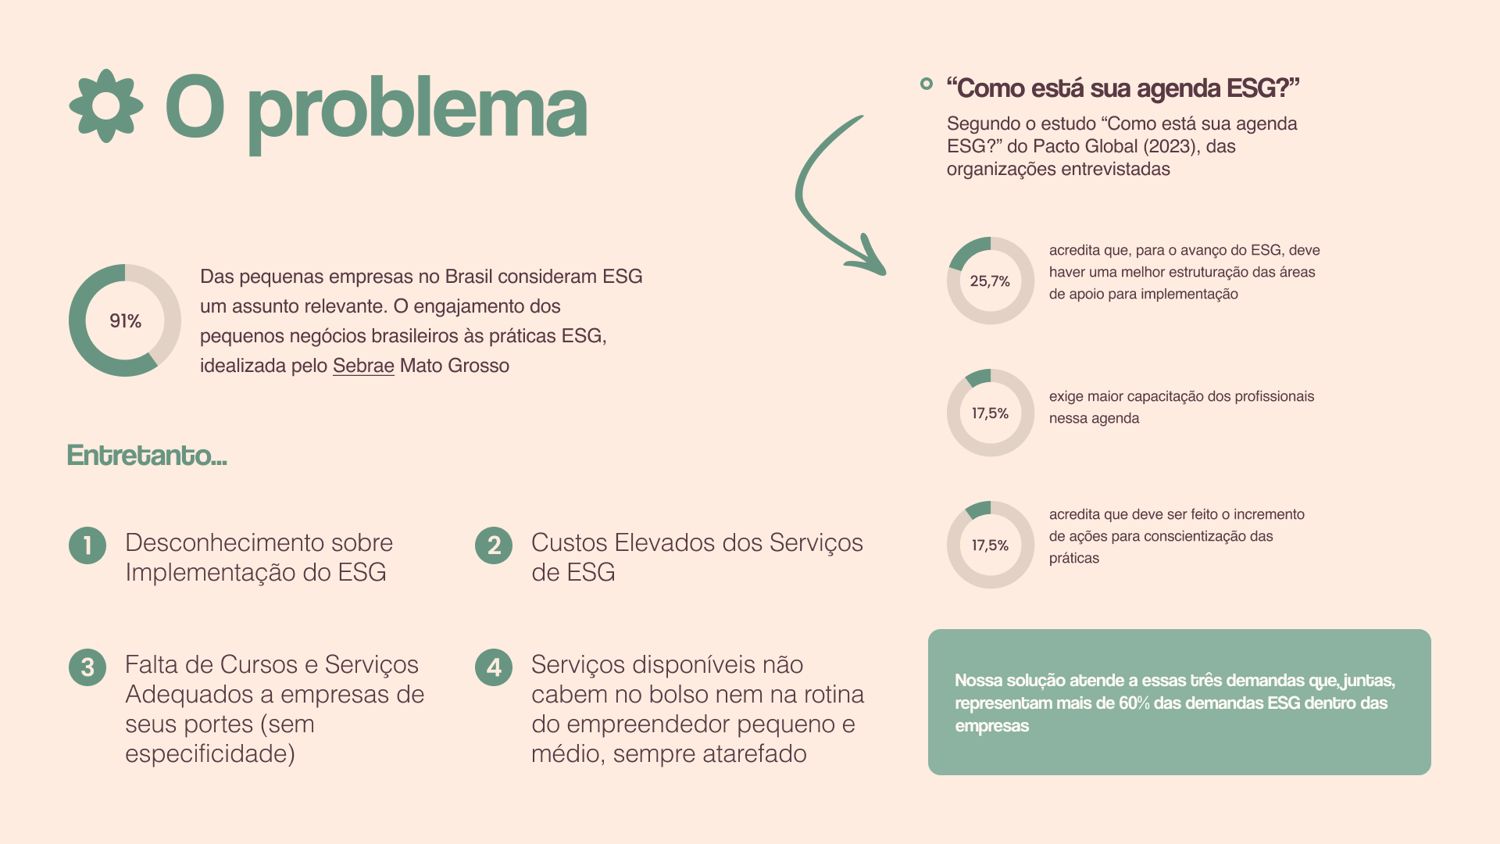 O problema
91%
Das pequenas empresas no Brasil consideram ESG
um assunto relevante. O engajamento dos
pequenos negócios brasileiros às práticas ESG,
idealizada pelo Sebrae Mato Grosso
Entretanto...
1
Desconhecimento sobre
Implementação do ESG
2
Custos Elevados dos Serviços
de ESG
3
Falta de Cursos e Serviços
Adequados a empresas de
seus portes (sem
especificidade)
4
Serviços disponíveis não
cabem no bolso nem na rotina
do empreendedor pequeno e
médio, sempre atarefado
“Como está sua agenda ESG?”
Segundo o estudo “Como está sua agenda
ESG?” do Pacto Global (2023), das
organizações entrevistadas
25,7%
acredita que, para o avanço do ESG, deve
haver uma melhor estruturação das áreas
de apoio para implementação
17,5%
exige maior capacitação dos profissionais
nessa agenda
17,5%
acredita que deve ser feito o incremento
de ações para conscientização das
práticas
Nossa solução atende a essas três demandas que, juntas,
representam mais de 60% das demandas ESG dentro das
empresas